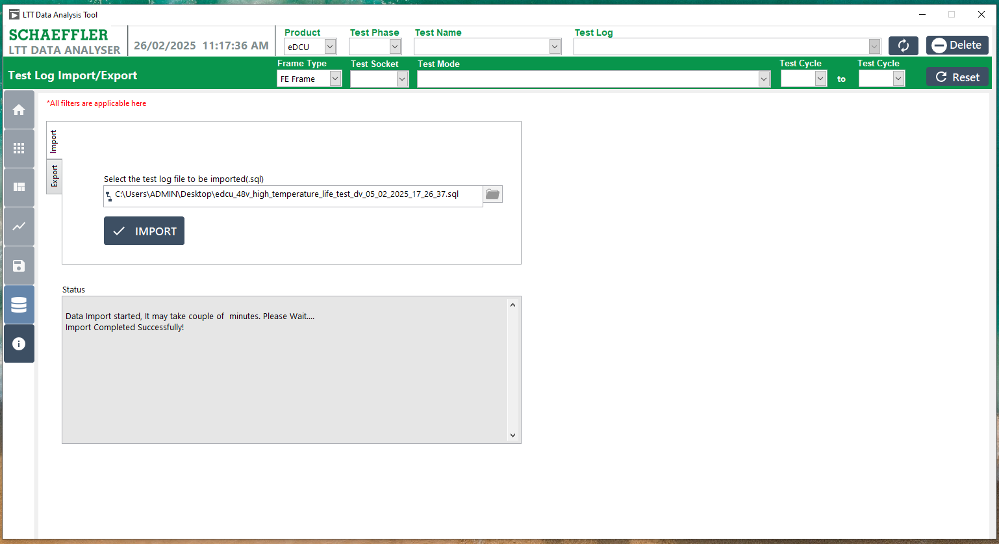 LTT Data Analysis Tool
SCHAEFFLER
LTT DATA ANALYSER
26/02/2025 11:17:36 AM
Product
eDCU
Test Phase
Test Name
Test Log
Delete
Test Log Import/Export
Frame Type
FE Frame
Test Socket
Test Mode
Test Cycle
to
Test Cycle
Reset
*All filters are applicable here
Import
Export
Select the test log file to be imported(.sql)
C:\Users\ADMIN\Desktop\edcu_48v_high_temperature_life_test_dv_05_02_2025_17_26_37.sql
IMPORT
Status
Data Import started, It may take couple of  minutes. Please Wait....
Import Completed Successfully!